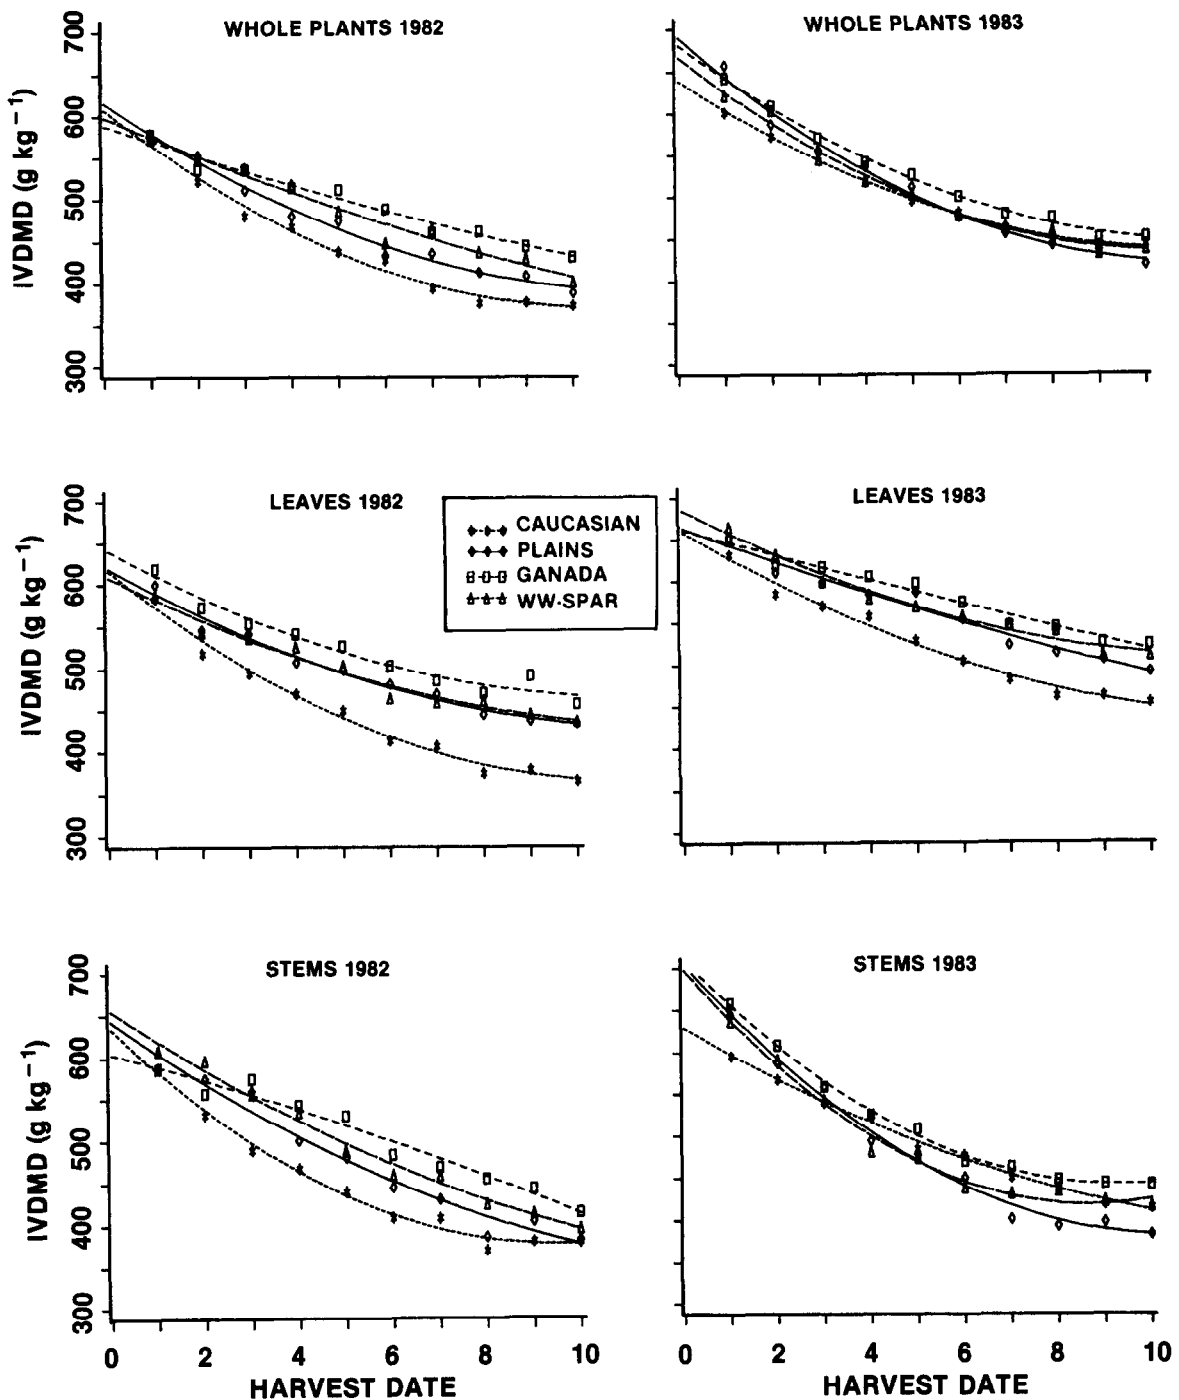 WHOLE PLANTS 1982
WHOLE PLANTS 1983
700
600
500
400
300
IVDMD (g kg⁻¹)
LEAVES 1982
LEAVES 1983
CAUCASIAN
PLAINS
GANADA
WW-SPAR
700
600
500
400
300
IVDMD (g kg⁻¹)
STEMS 1982
STEMS 1983
700
600
500
400
300
IVDMD (g kg⁻¹)
0 2 4 6 8 10
0 2 4 6 8 10
HARVEST DATE
HARVEST DATE